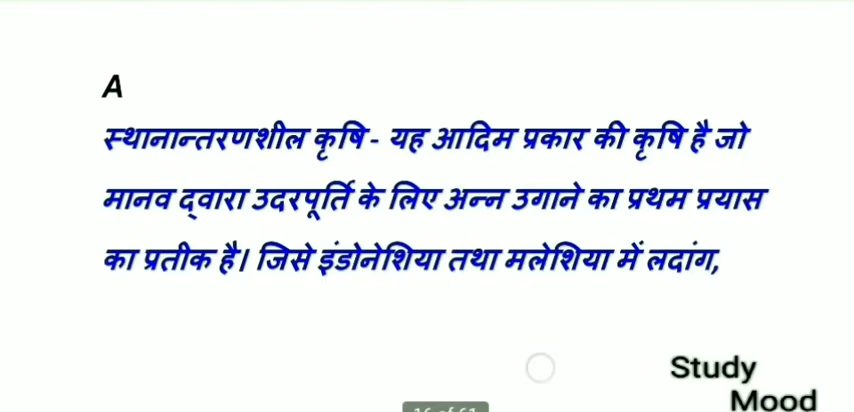 A
स्थानान्तरणशील कृषि - यह आदिम प्रकार की कृषि है जो
मानव द्वारा उदरपूर्ति के लिए अन्न उगाने का प्रथम प्रयास
का प्रतीक है। जिसे इंडोनेशिया तथा मलेशिया में लदांग,
Study
Mood